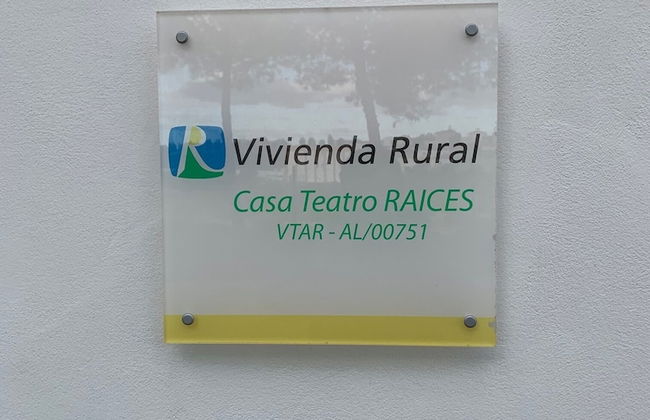 R Vivienda Rural
Casa Teatro RAICES
VTAR - AL/00751